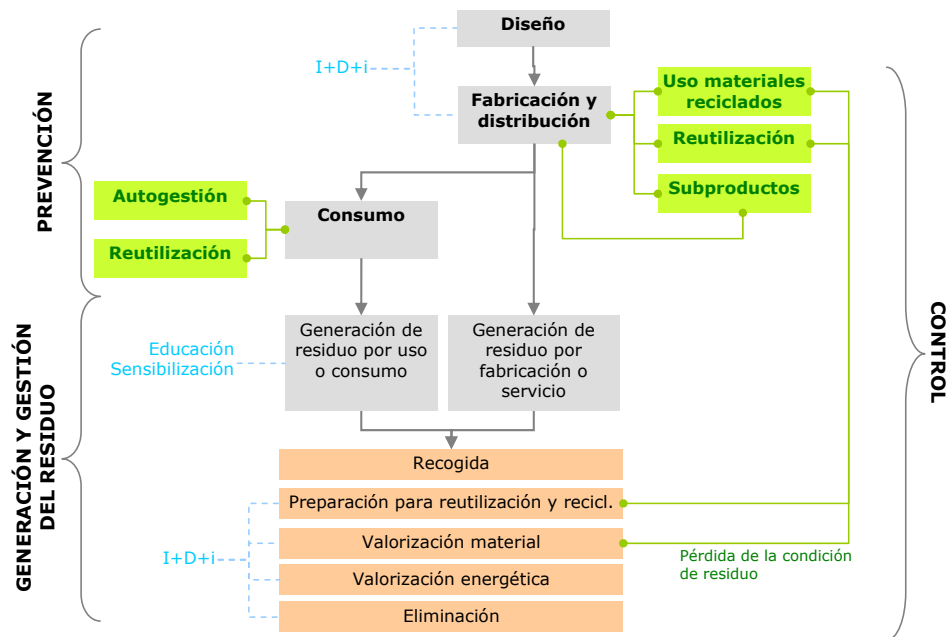 Diseño
I+D+i
Fabricación y
distribución
Uso materiales
reciclados
Reutilización
Subproductos
PREVENCIÓN
Autogestión
Reutilización
Consumo
CONTROL
Educación
Sensibilización
Generación de
residuo por uso
o consumo
Generación de
residuo por
fabricación o
servicio
GENERACIÓN Y GESTIÓN
DEL RESIDUO
Recogida
Preparación para reutilización y recicl.
Valorización material
I+D+i
Valorización energética
Eliminación
Pérdida de la condición
de residuo